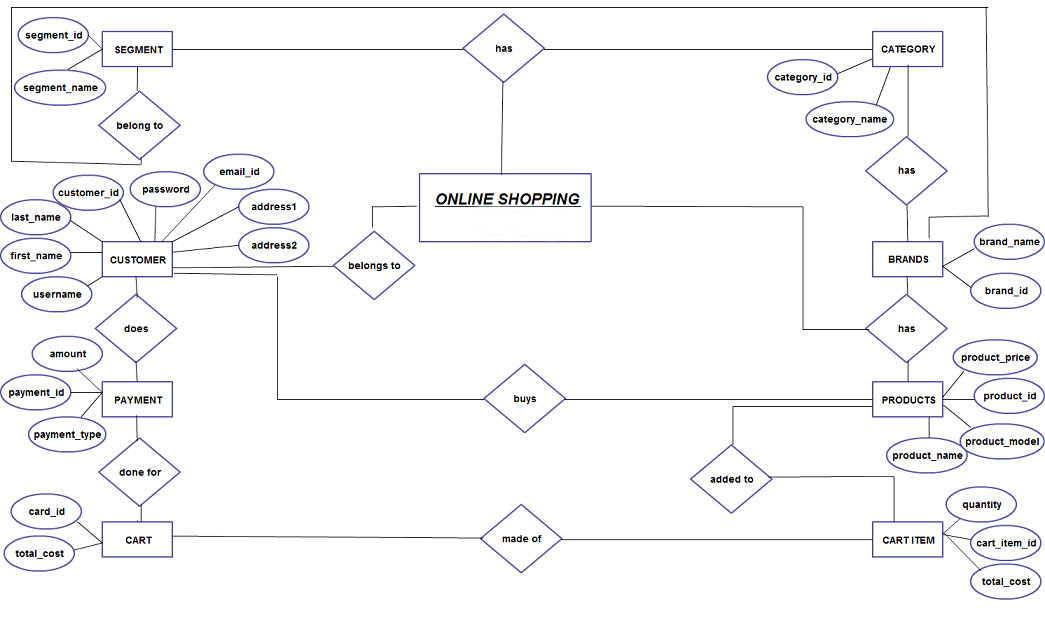 segment_id
SEGMENT
has
CATEGORY
category_id
segment_name
category_name
belong to
has
email_id
password
customer_id
ONLINE SHOPPING
address1
last_name
address2
brand_name
first_name
CUSTOMER
belongs to
BRANDS
username
brand_id
does
has
amount
product_price
payment_id
PAYMENT
buys
PRODUCTS
product_id
payment_type
product_model
product_name
done for
added to
card_id
quantity
CART
made of
CART ITEM
cart_item_id
total_cost
total_cost